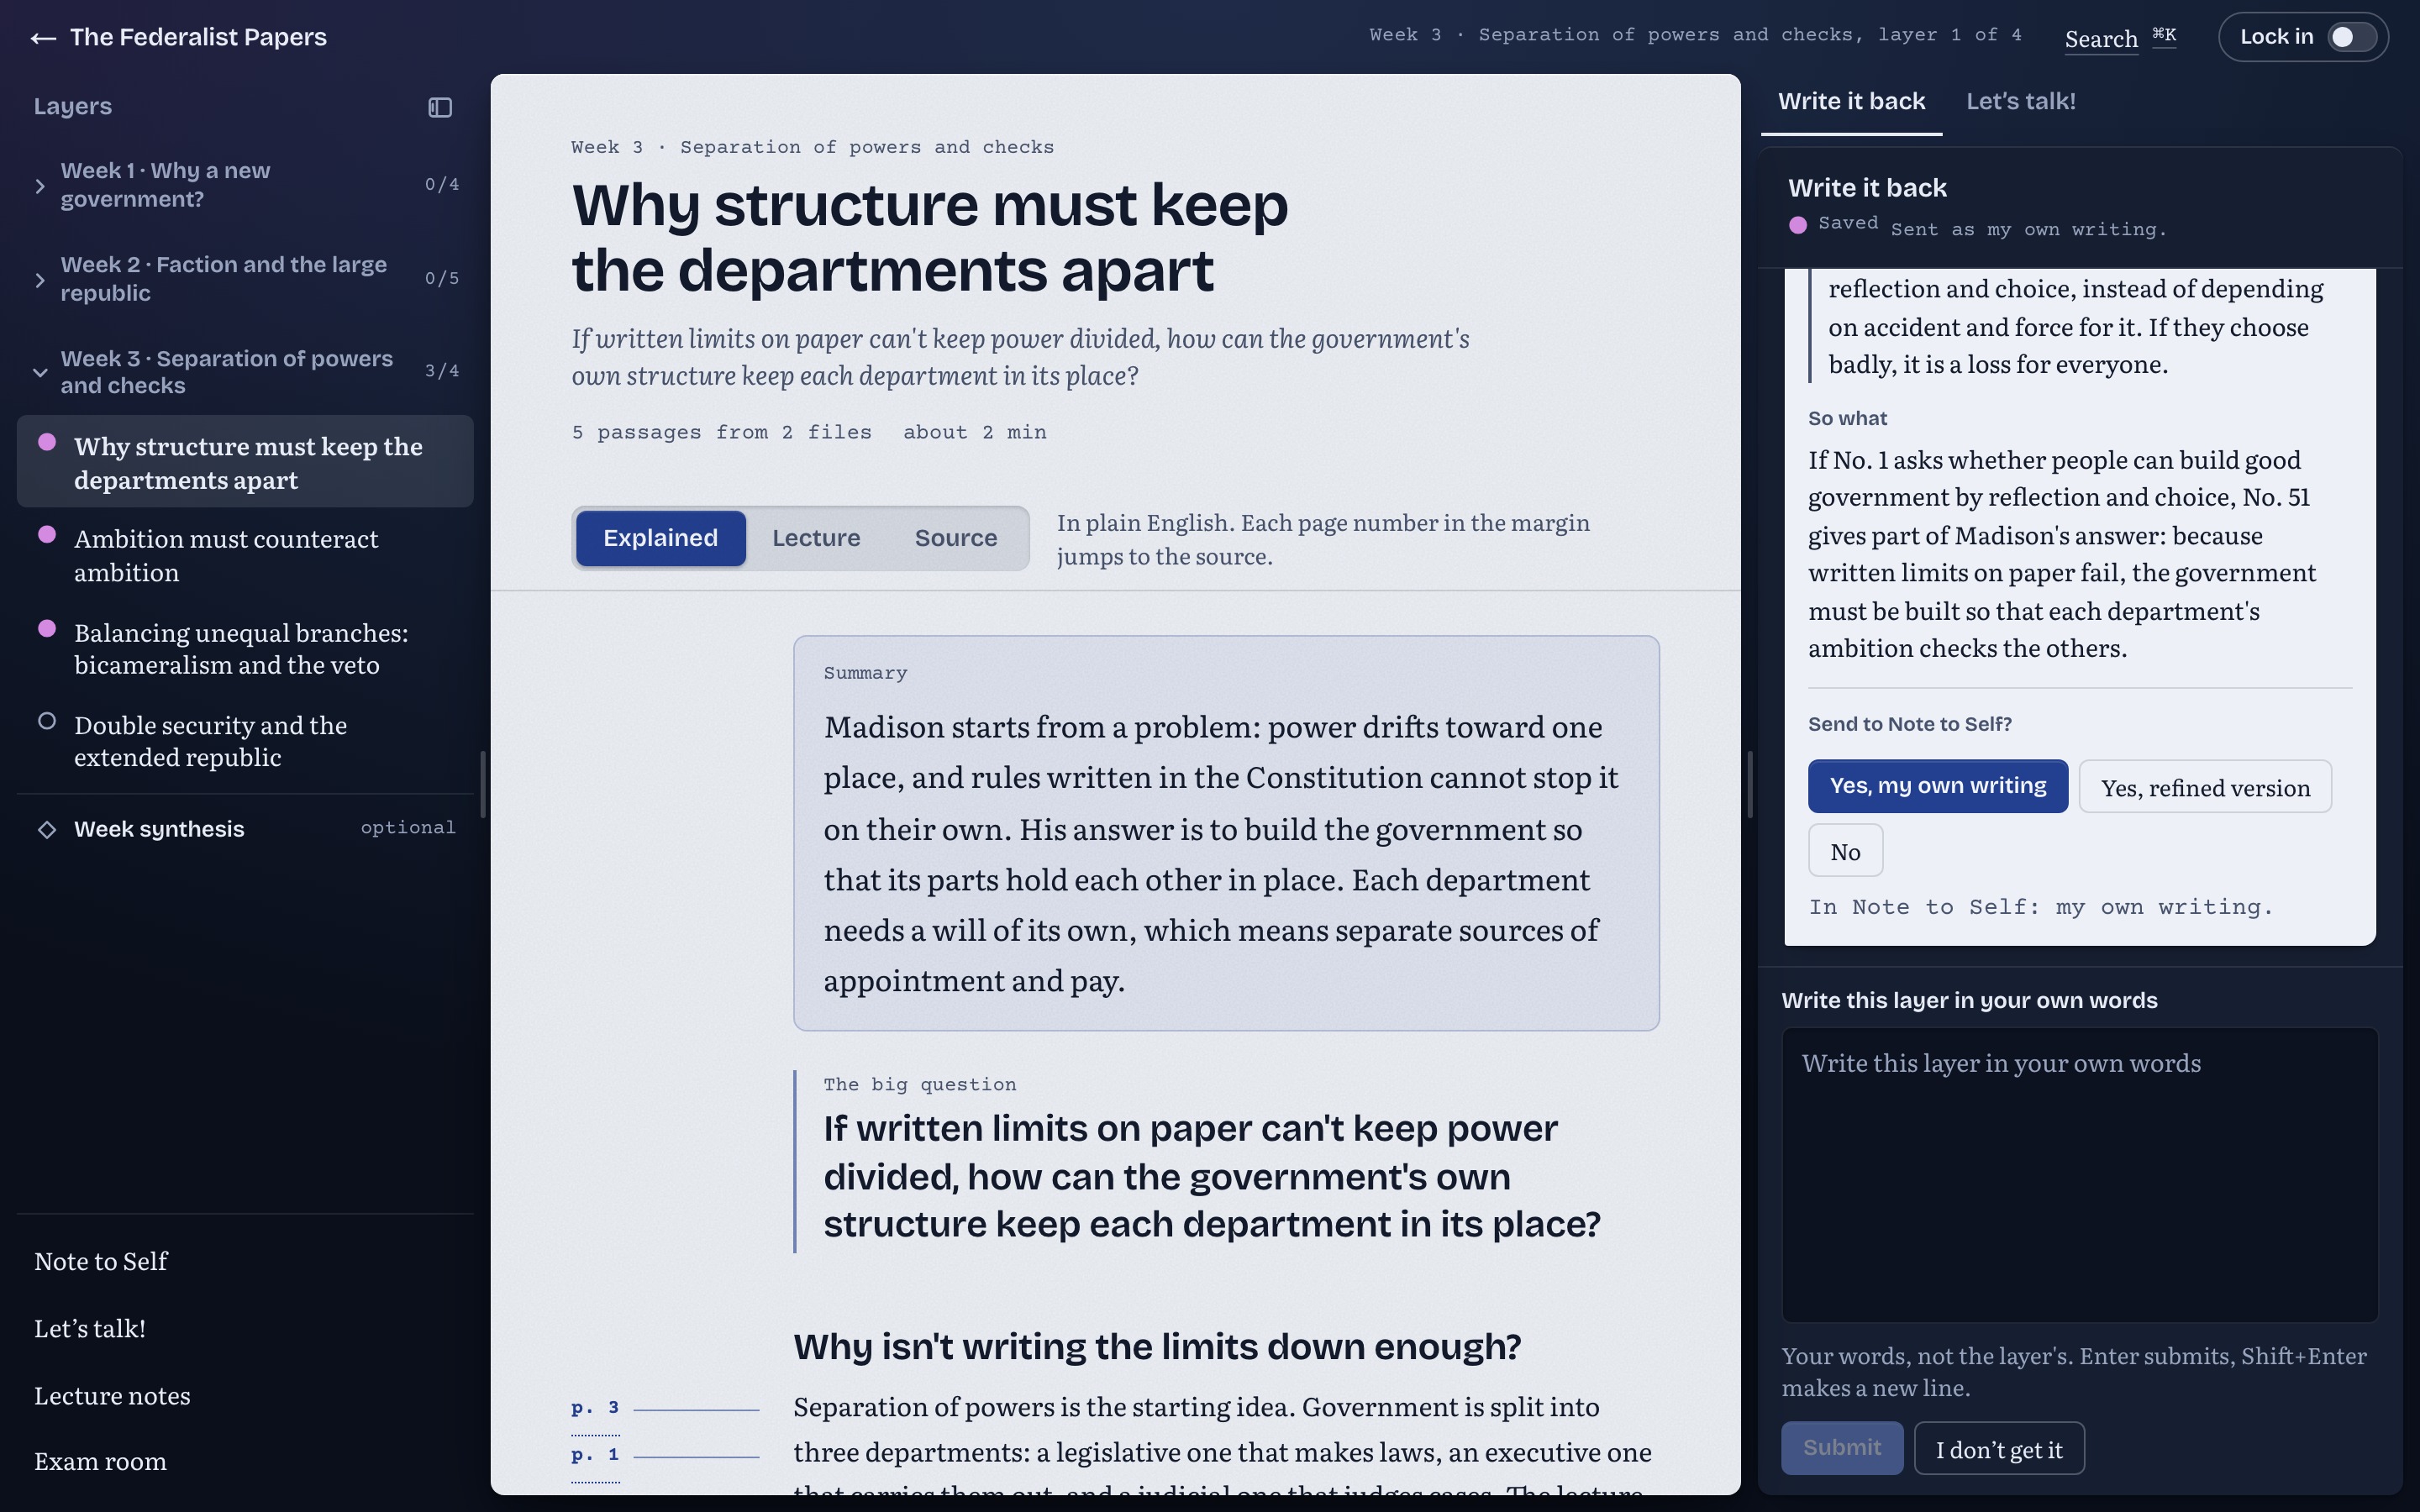 ← The Federalist Papers
Week 3 · Separation of powers and checks, layer 1 of 4
Search ⌘K
Lock in
Layers
Week 1 · Why a new
government?
0/4
Week 2 · Faction and the large
republic
0/5
Week 3 · Separation of powers
and checks
3/4
Why structure must keep the
departments apart
Ambition must counteract
ambition
Balancing unequal branches:
bicameralism and the veto
Double security and the
extended republic
Week synthesis
optional
Note to Self
Let’s talk!
Lecture notes
Exam room
Week 3 · Separation of powers and checks
Why structure must keep
the departments apart
If written limits on paper can't keep power divided, how can the government's
own structure keep each department in its place?
5 passages from 2 files about 2 min
Explained
Lecture
Source
In plain English. Each page number in the margin
jumps to the source.
Summary
Madison starts from a problem: power drifts toward one
place, and rules written in the Constitution cannot stop it
on their own. His answer is to build the government so
that its parts hold each other in place. Each department
needs a will of its own, which means separate sources of
appointment and pay.
The big question
If written limits on paper can't keep power
divided, how can the government's own
structure keep each department in its place?
Why isn't writing the limits down enough?
p. 3
Separation of powers is the starting idea. Government is split into
p. 1
three departments: a legislative one that makes laws, an executive one
that carries them out, and a judicial one that judges cases. The lecture
Write it back
Let’s talk!
Write it back
Saved Sent as my own writing.
reflection and choice, instead of depending
on accident and force for it. If they choose
badly, it is a loss for everyone.
So what
If No. 1 asks whether people can build good
government by reflection and choice, No. 51
gives part of Madison's answer: because
written limits on paper fail, the government
must be built so that each department's
ambition checks the others.
Send to Note to Self?
Yes, my own writing
Yes, refined version
No
In Note to Self: my own writing.
Write this layer in your own words
Write this layer in your own words
Your words, not the layer's. Enter submits, Shift+Enter
makes a new line.
Submit
I don’t get it